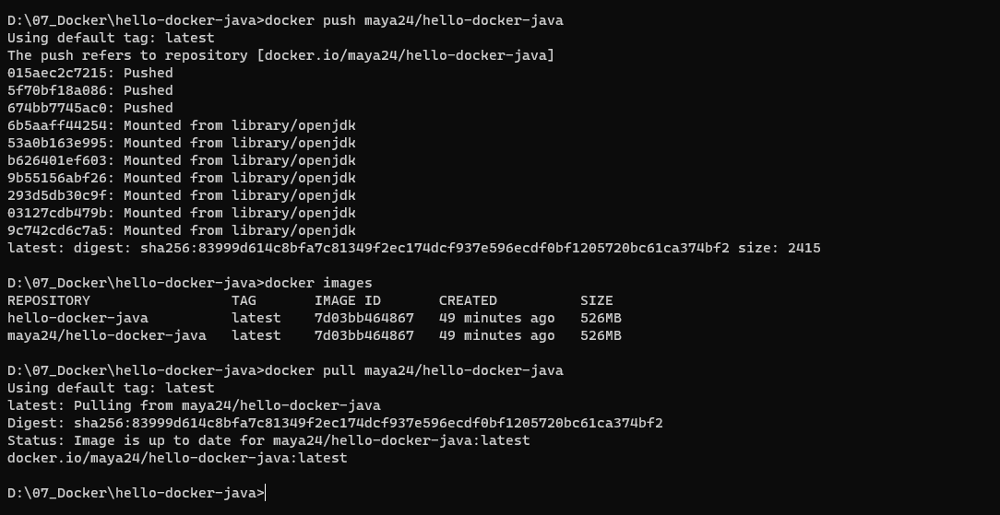 D:\07_Docker\hello-docker-java>docker push maya24/hello-docker-java
Using default tag: latest
The push refers to repository [docker.io/maya24/hello-docker-java]
015aec2c7215: Pushed
5f70bf18a086: Pushed
674bb7745ac0: Pushed
6b5aaff44254: Mounted from library/openjdk
53a0b163e995: Mounted from library/openjdk
b626401ef603: Mounted from library/openjdk
9b55156abf26: Mounted from library/openjdk
293d5db30c9f: Mounted from library/openjdk
03127cdb479b: Mounted from library/openjdk
9c742cd6c7a5: Mounted from library/openjdk
latest: digest: sha256:83999d614c8bfa7c81349f2ec174dcf937e596ecdf0bf1205720bc61ca374bf2 size: 2415
D:\07_Docker\hello-docker-java>docker images
REPOSITORY                 TAG       IMAGE ID       CREATED          SIZE
hello-docker-java          latest    7d03bb464867   49 minutes ago   526MB
maya24/hello-docker-java   latest    7d03bb464867   49 minutes ago   526MB
D:\07_Docker\hello-docker-java>docker pull maya24/hello-docker-java
Using default tag: latest
latest: Pulling from maya24/hello-docker-java
Digest: sha256:83999d614c8bfa7c81349f2ec174dcf937e596ecdf0bf1205720bc61ca374bf2
Status: Image is up to date for maya24/hello-docker-java:latest
docker.io/maya24/hello-docker-java:latest
D:\07_Docker\hello-docker-java>